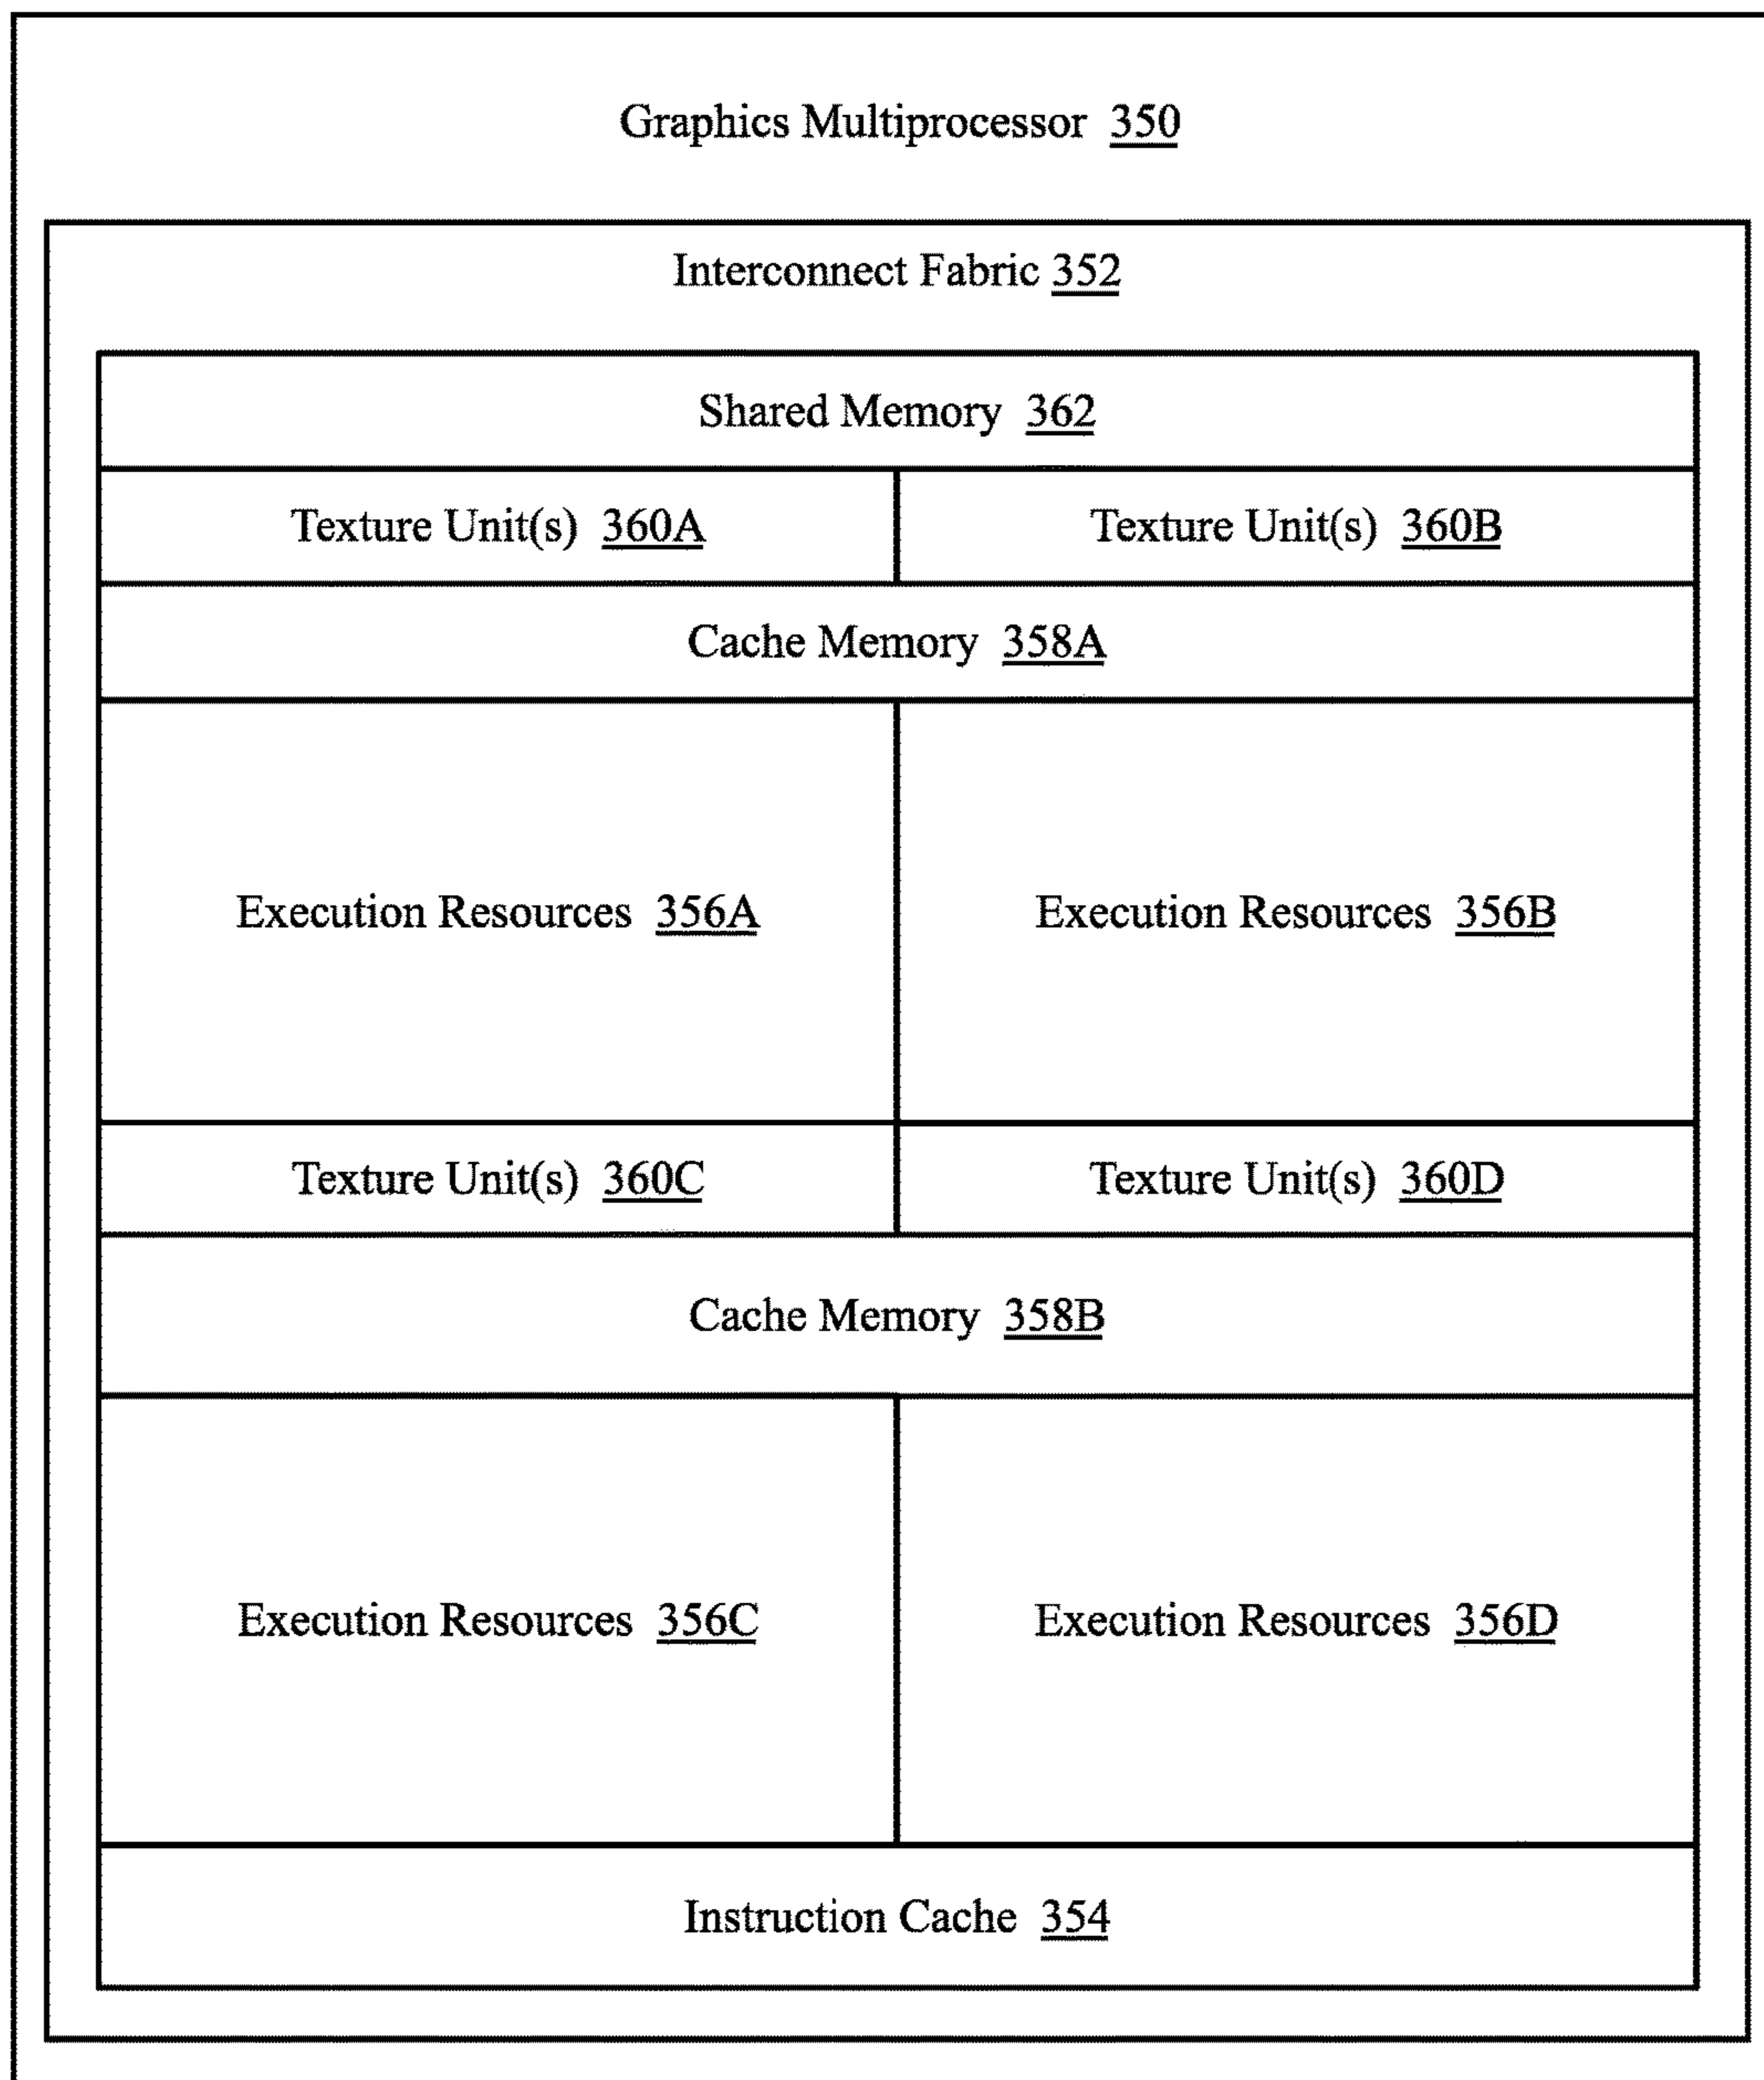 Graphics Multiprocessor 350
Interconnect Fabric 352
Shared Memory 362
Texture Unit(s) 360A
Texture Unit(s) 360B
Cache Memory 358A
Execution Resources 356A
Execution Resources 356B
Texture Unit(s) 360C
Texture Unit(s) 360D
Cache Memory 358B
Execution Resources 356C
Execution Resources 356D
Instruction Cache 354